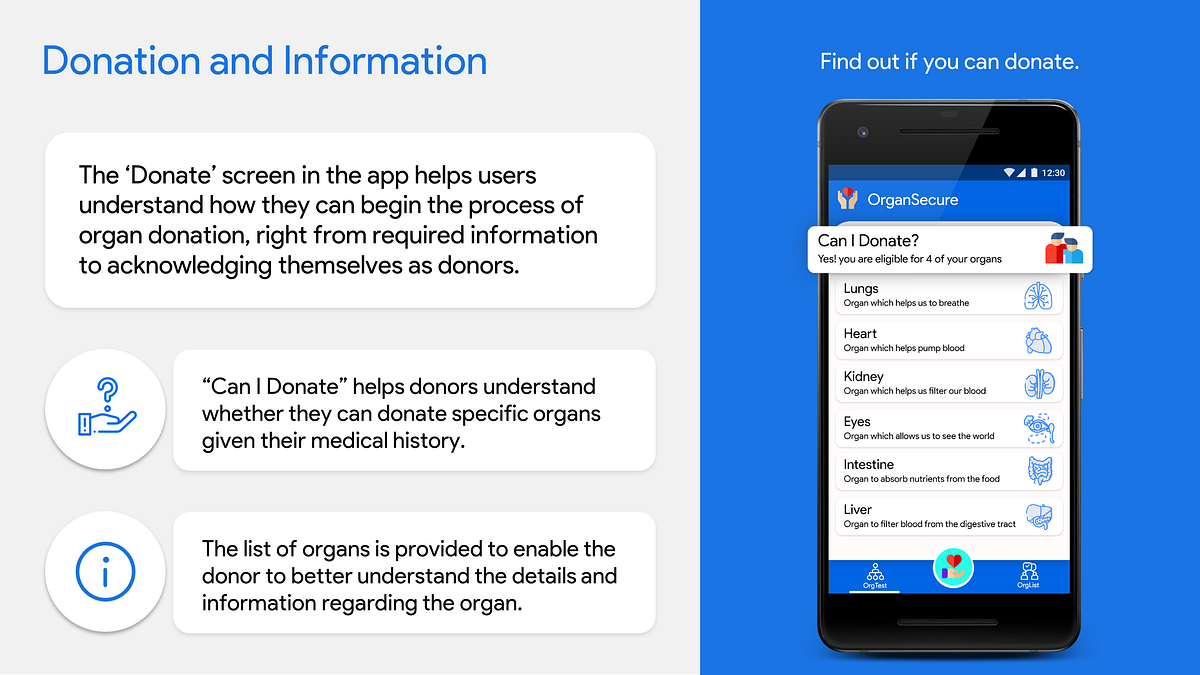 Donation and Information
The ‘Donate’ screen in the app helps users
understand how they can begin the process of
organ donation, right from required information
to acknowledging themselves as donors.
“Can I Donate” helps donors understand
whether they can donate specific organs
given their medical history.
The list of organs is provided to enable the
donor to better understand the details and
information regarding the organ.
Find out if you can donate.
12:30
OrganSecure
Can I Donate?
Yes! you are eligible for 4 of your organs
Lungs
Organ which helps us to breathe
Heart
Organ which helps pump blood
Kidney
Organ which helps us filter our blood
Eyes
Organ which allows us to see the world
Intestine
Organ to absorb nutrients from the food
Liver
Organ to filter blood from the digestive tract
OrgTest
OrgList